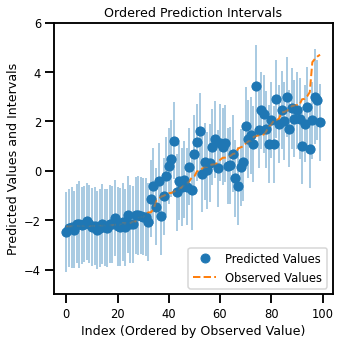 Ordered Prediction Intervals
6
4
2
0
−2
−4
Predicted Values and Intervals
Predicted Values
Observed Values
0 20 40 60 80 100
Index (Ordered by Observed Value)